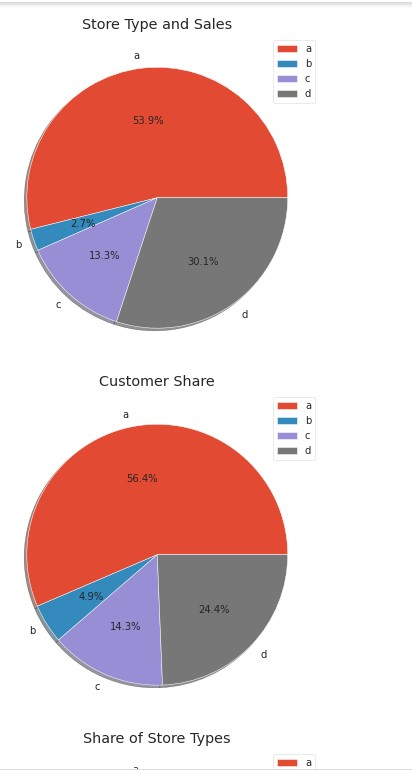 Store Type and Sales
a
a
b
c
d
53.9%
2.7%
b
13.3%
30.1%
c
d
Customer Share
a
a
b
c
d
56.4%
4.9%
24.4%
14.3%
b
d
c
Share of Store Types
a
a